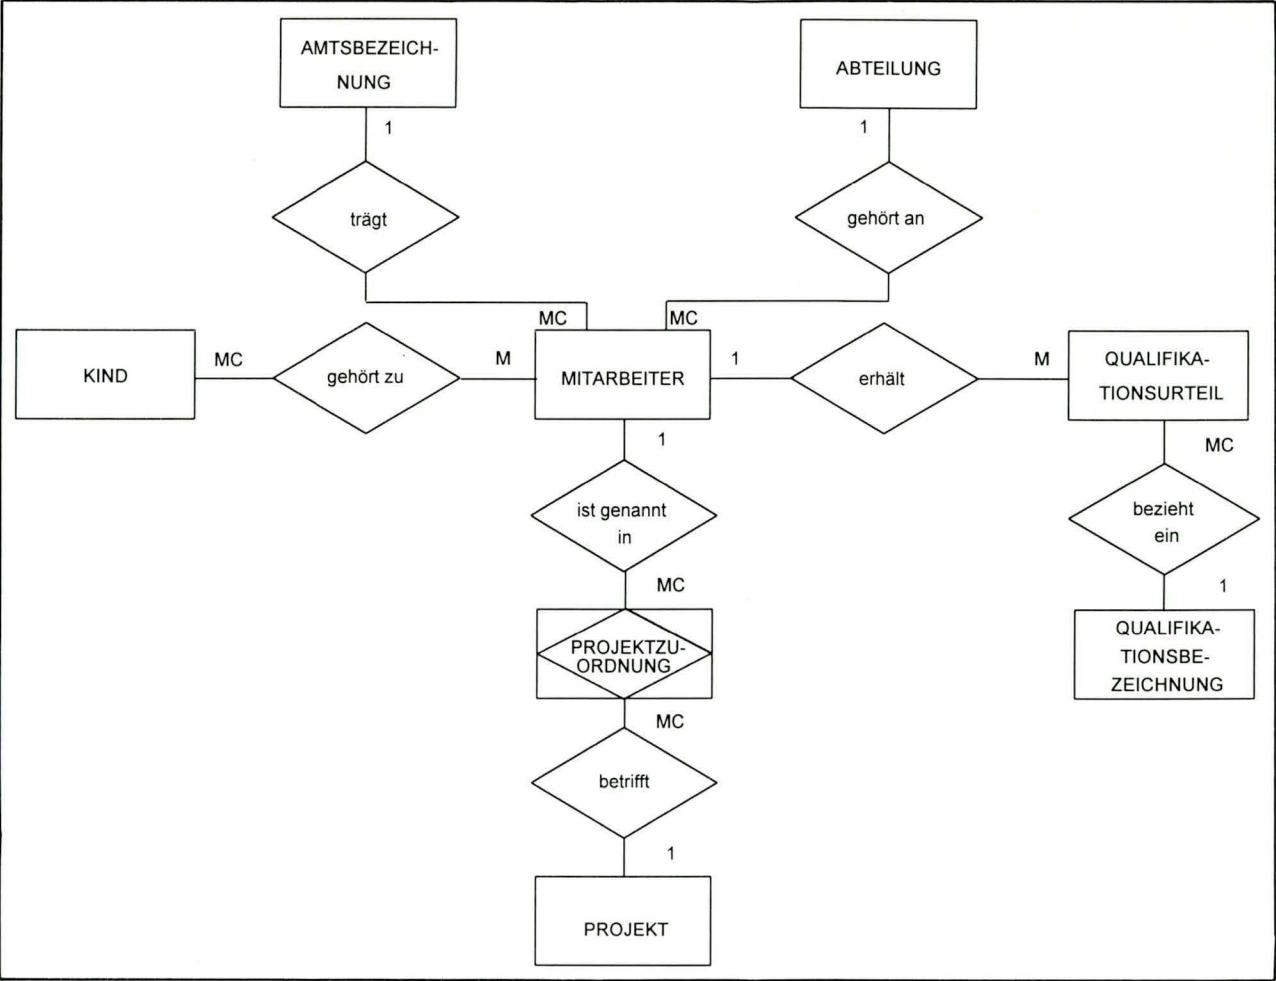 AMTSBEZEICH-
NUNG
ABTEILUNG
1
1
trägt
gehört an
MC
MC
KIND
MC
gehört zu
M
MITARBEITER
1
erhält
M
QUALIFIKA-
TIONSURTEIL
1
MC
ist genannt
in
bezieht
ein
MC
1
PROJEKTZU-
ORDNUNG
QUALIFIKA-
TIONSBE-
ZEICHNUNG
MC
betrifft
1
PROJEKT